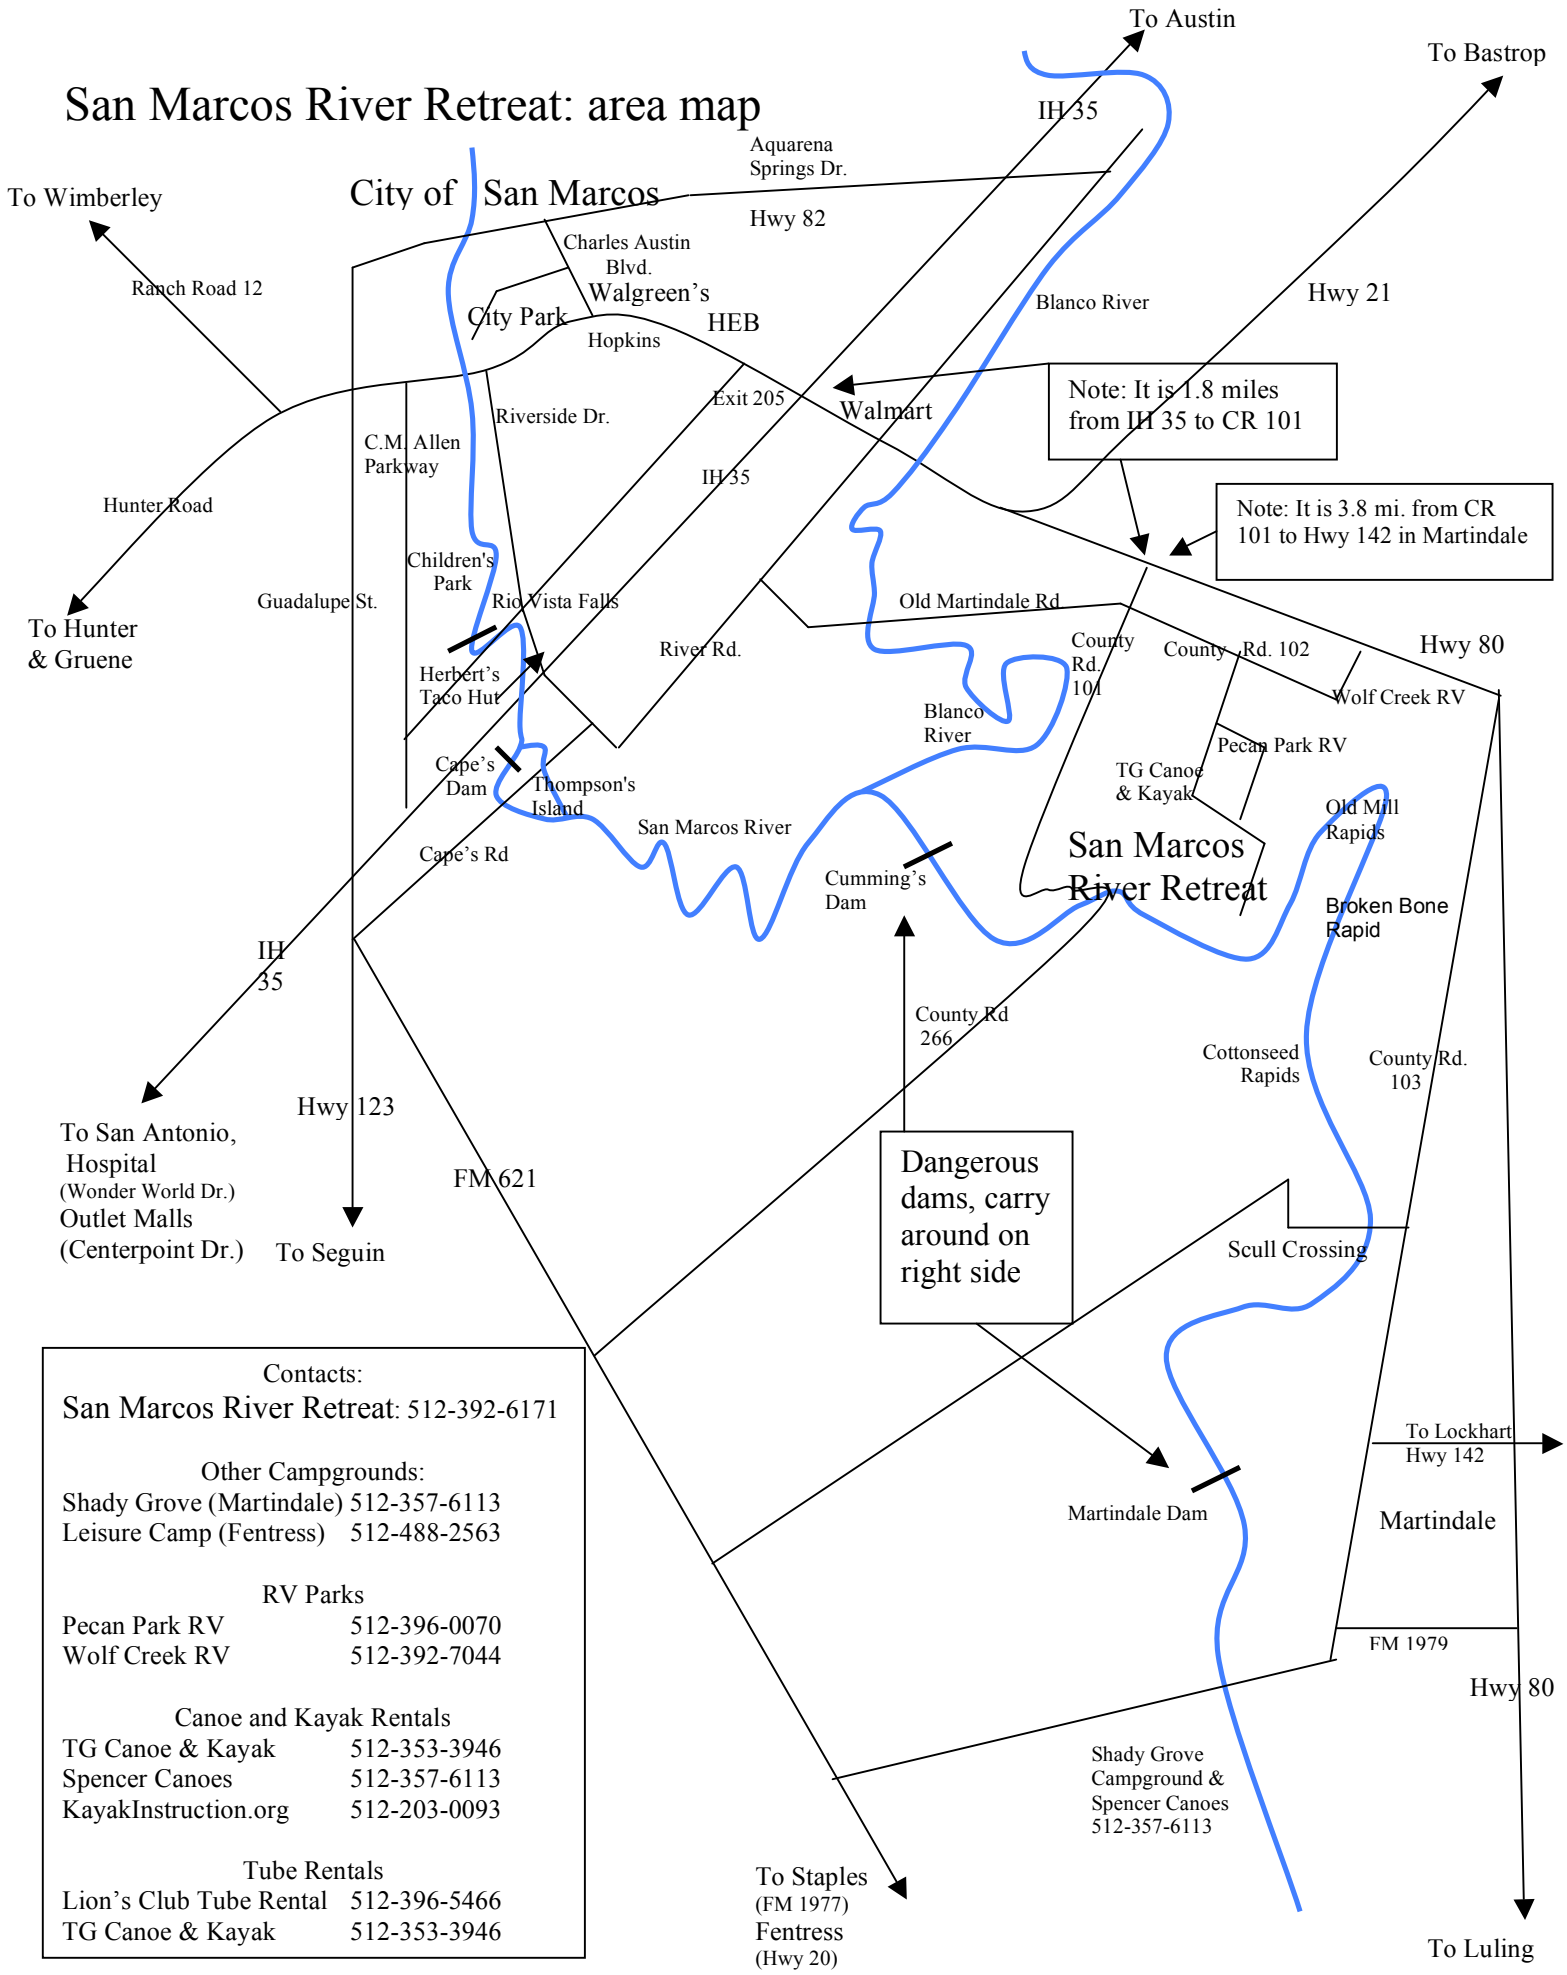 To Austin
To Bastrop
San Marcos River Retreat: area map
IH 35
Aquarena
Springs Dr.
To Wimberley
City of San Marcos
Hwy 82
Charles Austin
Blvd.
Ranch Road 12
Walgreen's
City Park
HEB
Hopkins
Blanco River
Hwy 21
Exit 205
Walmart
Note: It is 1.8 miles
from IH 35 to CR 101
Riverside Dr.
C.M. Allen
Parkway
IH 35
Hunter Road
Note: It is 3.8 mi. from CR
101 to Hwy 142 in Martindale
Children's
Park
Guadalupe St.
Rio Vista Falls
Old Martindale Rd
To Hunter
& Gruene
River Rd.
County
Rd.
101
County Rd. 102
Hwy 80
Herbert's
Taco Hut
Wolf Creek RV
Blanco
River
Pecan Park RV
Cape's
Dam
Thompson's
Island
TG Canoe
& Kayak
Old Mill
Rapids
San Marcos River
Cape's Rd
San Marcos
River Retreat
Cumming's
Dam
Broken Bone
Rapid
IH
35
County Rd
266
Cottonseed
Rapids
County Rd.
103
Hwy 123
To San Antonio,
Hospital
(Wonder World Dr.)
Outlet Malls
(Centerpoint Dr.)
To Seguin
FM 621
Dangerous
dams, carry
around on
right side
Scull Crossing
Contacts:
San Marcos River Retreat: 512-392-6171
Other Campgrounds:
Shady Grove (Martindale) 512-357-6113
Leisure Camp (Fentress) 512-488-2563
RV Parks
Pecan Park RV 512-396-0070
Wolf Creek RV 512-392-7044
Canoe and Kayak Rentals
TG Canoe & Kayak 512-353-3946
Spencer Canoes 512-357-6113
KayakInstruction.org 512-203-0093
Tube Rentals
Lion's Club Tube Rental 512-396-5466
TG Canoe & Kayak 512-353-3946
To Lockhart
Hwy 142
Martindale Dam
Martindale
FM 1979
Hwy 80
Shady Grove
Campground &
Spencer Canoes
512-357-6113
To Staples
(FM 1977)
Fentress
(Hwy 20)
To Luling